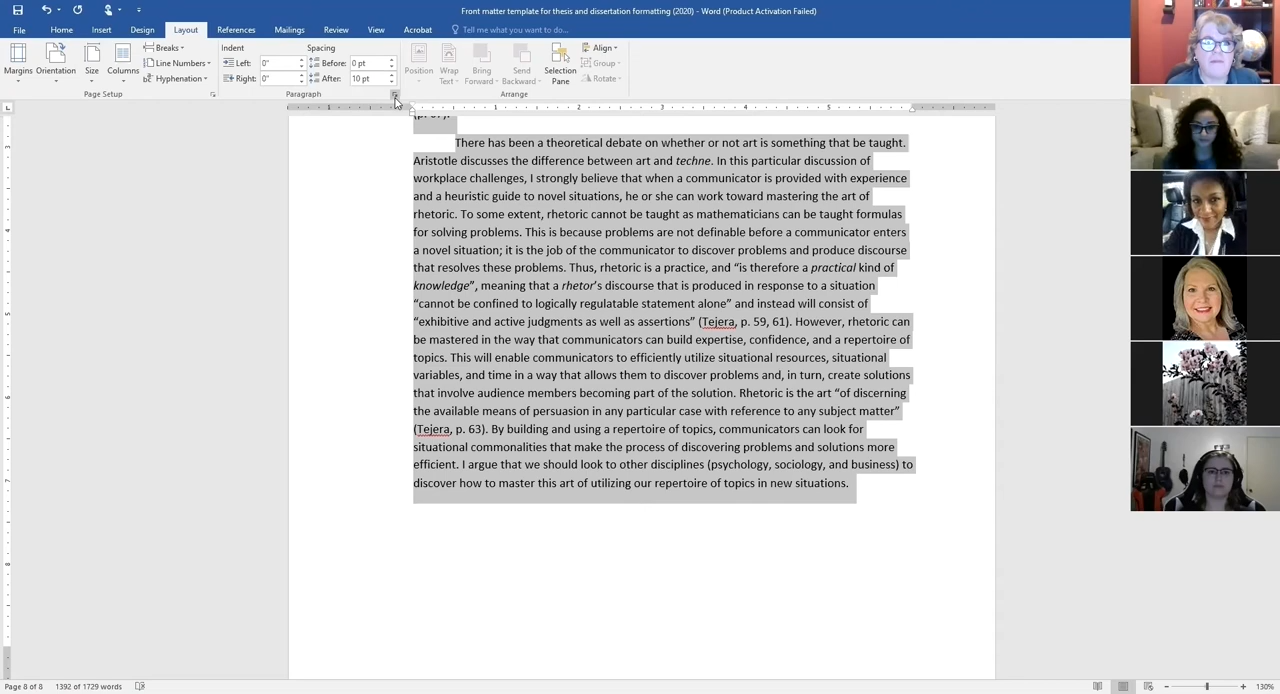 Front matter template for thesis and dissertation formatting (2020) - Word (Product Activation Failed)
File Home Insert Design Layout References Mailings Review View Acrobat Tell me what you want to do...
Indent Spacing
Margins Orientation Size Columns
Breaks
Line Numbers
Hyphenation
Left: 0" Before: 0 pt
Right: 0" After: 10 pt
Position Wrap Text Bring Forward Send Backward Selection Pane
Align
Group
Rotate
Page Setup Paragraph Arrange
There has been a theoretical debate on whether or not art is something that be taught.
Aristotle discusses the difference between art and techne. In this particular discussion of
workplace challenges, I strongly believe that when a communicator is provided with experience
and a heuristic guide to novel situations, he or she can work toward mastering the art of
rhetoric. To some extent, rhetoric cannot be taught as mathematicians can be taught formulas
for solving problems. This is because problems are not definable before a communicator enters
a novel situation; it is the job of the communicator to discover problems and produce discourse
that resolves these problems. Thus, rhetoric is a practice, and “is therefore a practical kind of
knowledge”, meaning that a rhetor’s discourse that is produced in response to a situation
“cannot be confined to logically regulatable statement alone” and instead will consist of
“exhibitive and active judgments as well as assertions” (Tejera, p. 59, 61). However, rhetoric can
be mastered in the way that communicators can build expertise, confidence, and a repertoire of
topics. This will enable communicators to efficiently utilize situational resources, situational
variables, and time in a way that allows them to discover problems and, in turn, create solutions
that involve audience members becoming part of the solution. Rhetoric is the art “of discerning
the available means of persuasion in any particular case with reference to any subject matter”
(Tejera, p. 63). By building and using a repertoire of topics, communicators can look for
situational commonalities that make the process of discovering problems and solutions more
efficient. I argue that we should look to other disciplines (psychology, sociology, and business) to
discover how to master this art of utilizing our repertoire of topics in new situations.
Page 8 of 8 1392 of 1729 words 130%